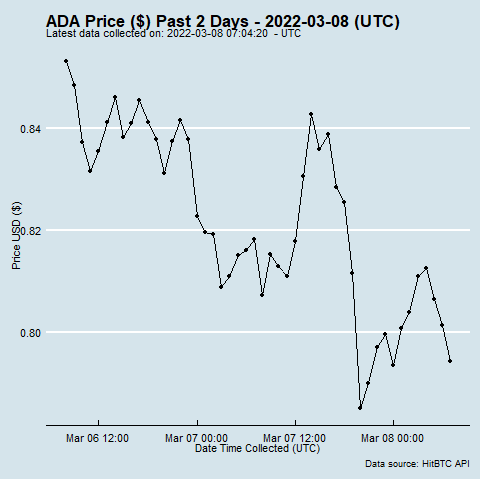 ADA Price ($) Past 2 Days - 2022-03-08 (UTC)
Latest data collected on: 2022-03-08 07:04:20 - UTC
0.84
0.82
0.80
Price USD ($)
Mar 06 12:00 Mar 07 00:00 Mar 07 12:00 Mar 08 00:00
Date Time Collected (UTC)
Data source: HitBTC API